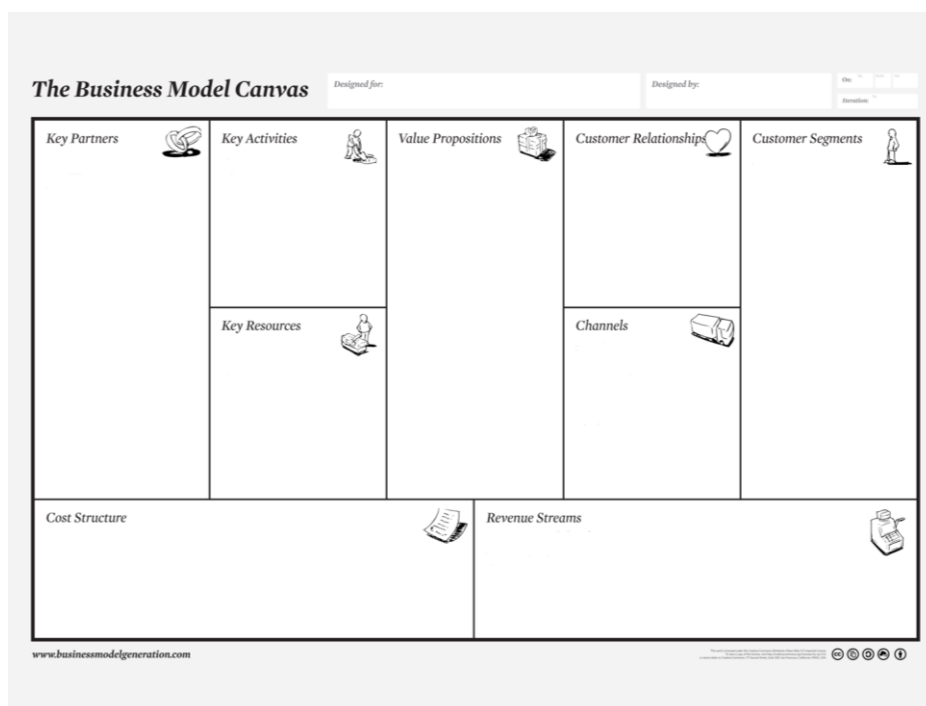 The Business Model Canvas
Designed for:
Designed by:
On:
Iteration:
Key Partners
Key Activities
Value Propositions
Customer Relationships
Customer Segments
Key Resources
Channels
Cost Structure
Revenue Streams
www.businessmodelgeneration.com